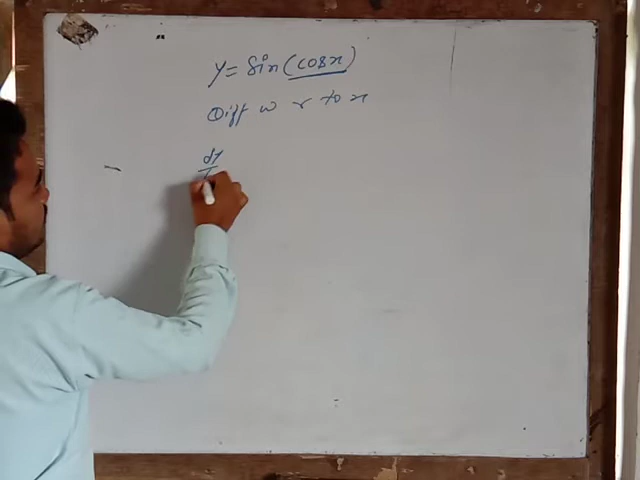 y = sin (cosx)
Diff w r to x
dy